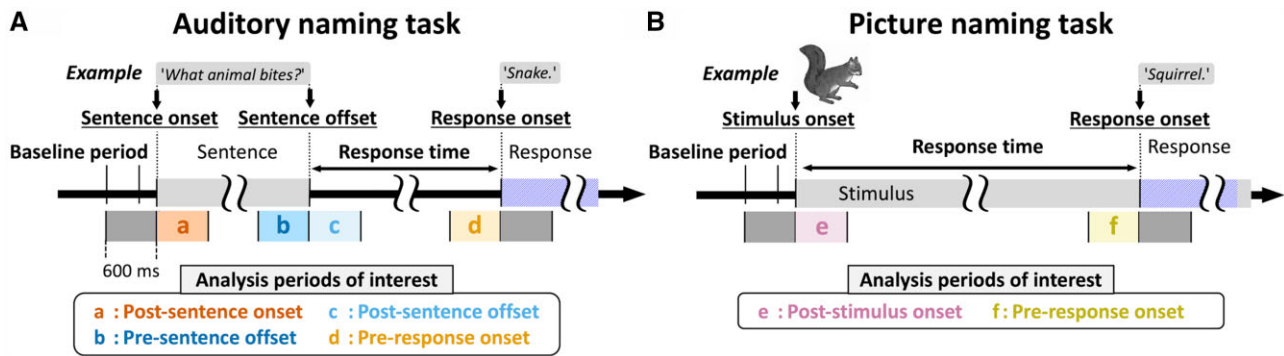 A Auditory naming task
Example 'What animal bites?' 'Snake.'
Sentence onset Sentence offset Response onset
Baseline period Sentence Response time Response
a b c d
600 ms
Analysis periods of interest
a : Post-sentence onset c : Post-sentence offset
b : Pre-sentence offset d : Pre-response onset
B Picture naming task
Example 'Squirrel.'
Stimulus onset Response onset
Baseline period Response time Response
Stimulus
e f
Analysis periods of interest
e : Post-stimulus onset f : Pre-response onset